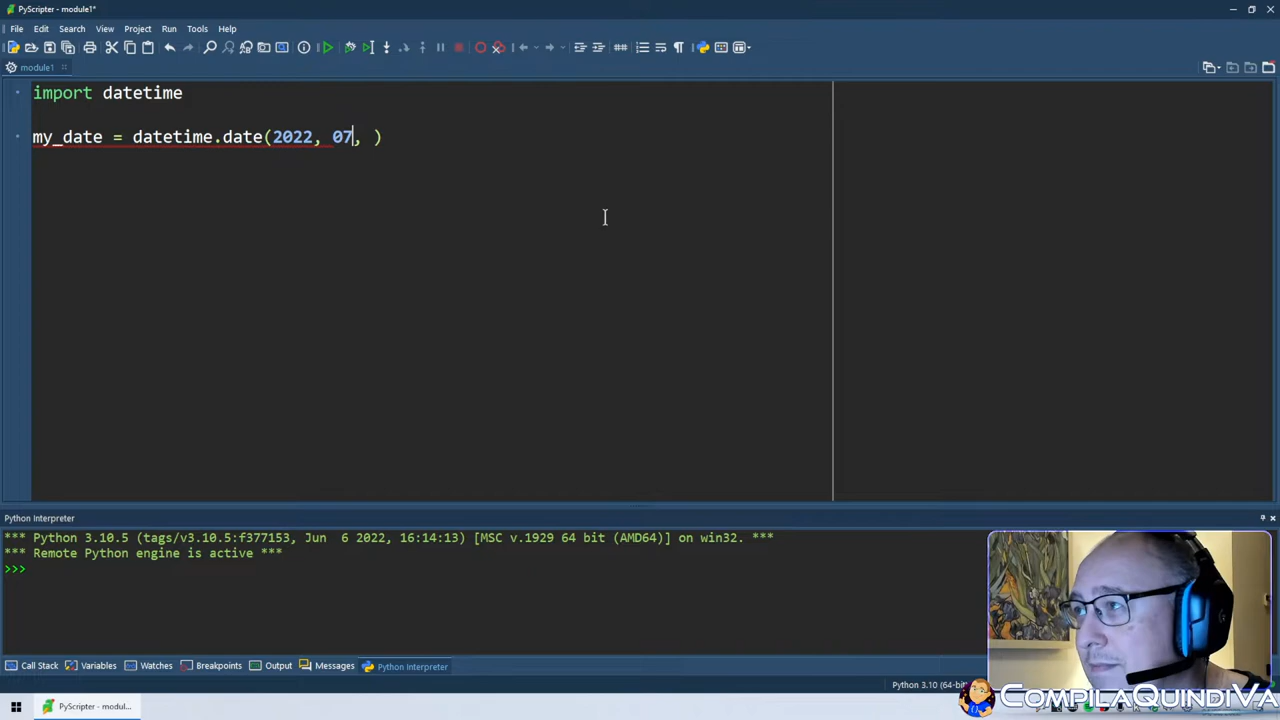 PyScripter - module1*
File Edit Search View Project Run Tools Help
module1
import datetime
my_date = datetime.date(2022, 07, )
Python Interpreter
*** Python 3.10.5 (tags/v3.10.5:f377153, Jun 6 2022, 16:14:13) [MSC v.1929 64 bit (AMD64)] on win32. ***
*** Remote Python engine is active ***
>>>
Call Stack Variables Watches Breakpoints Output Messages Python Interpreter
Python 3.10 (64-bit)
PyScripter - modul...
CompilaQuindiVa